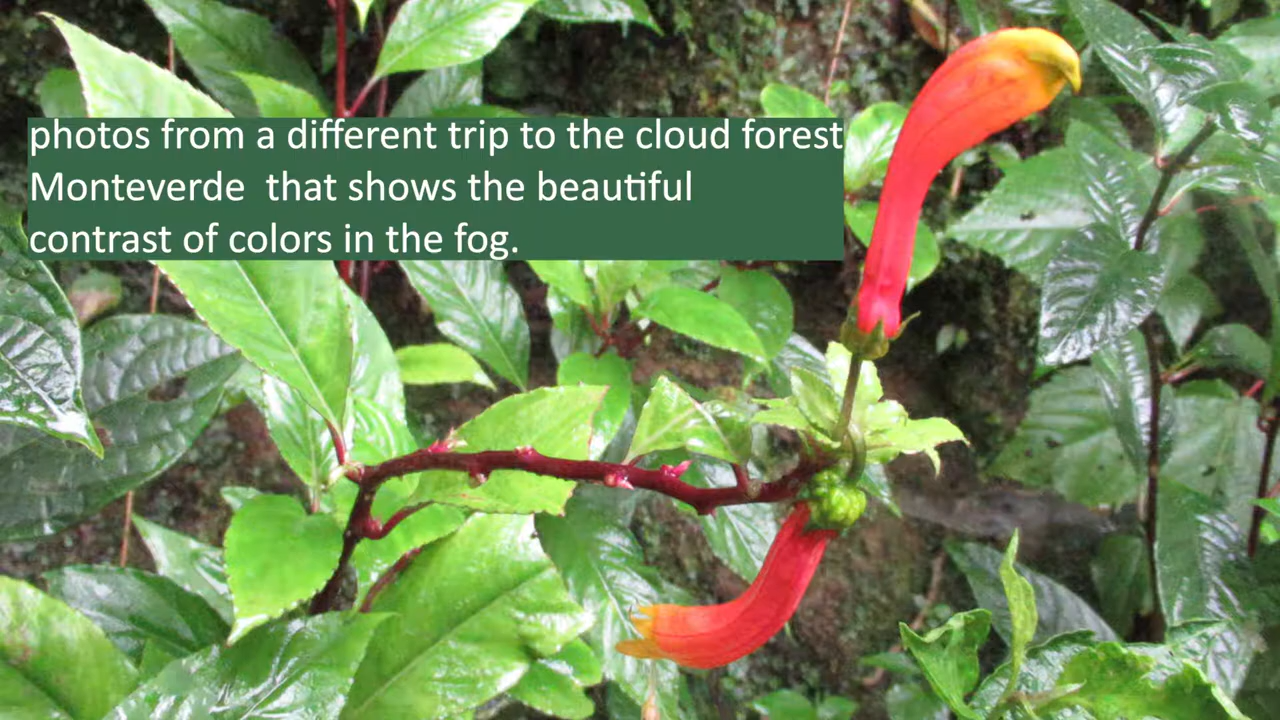 photos from a different trip to the cloud forest
Monteverde  that shows the beautiful
contrast of colors in the fog.